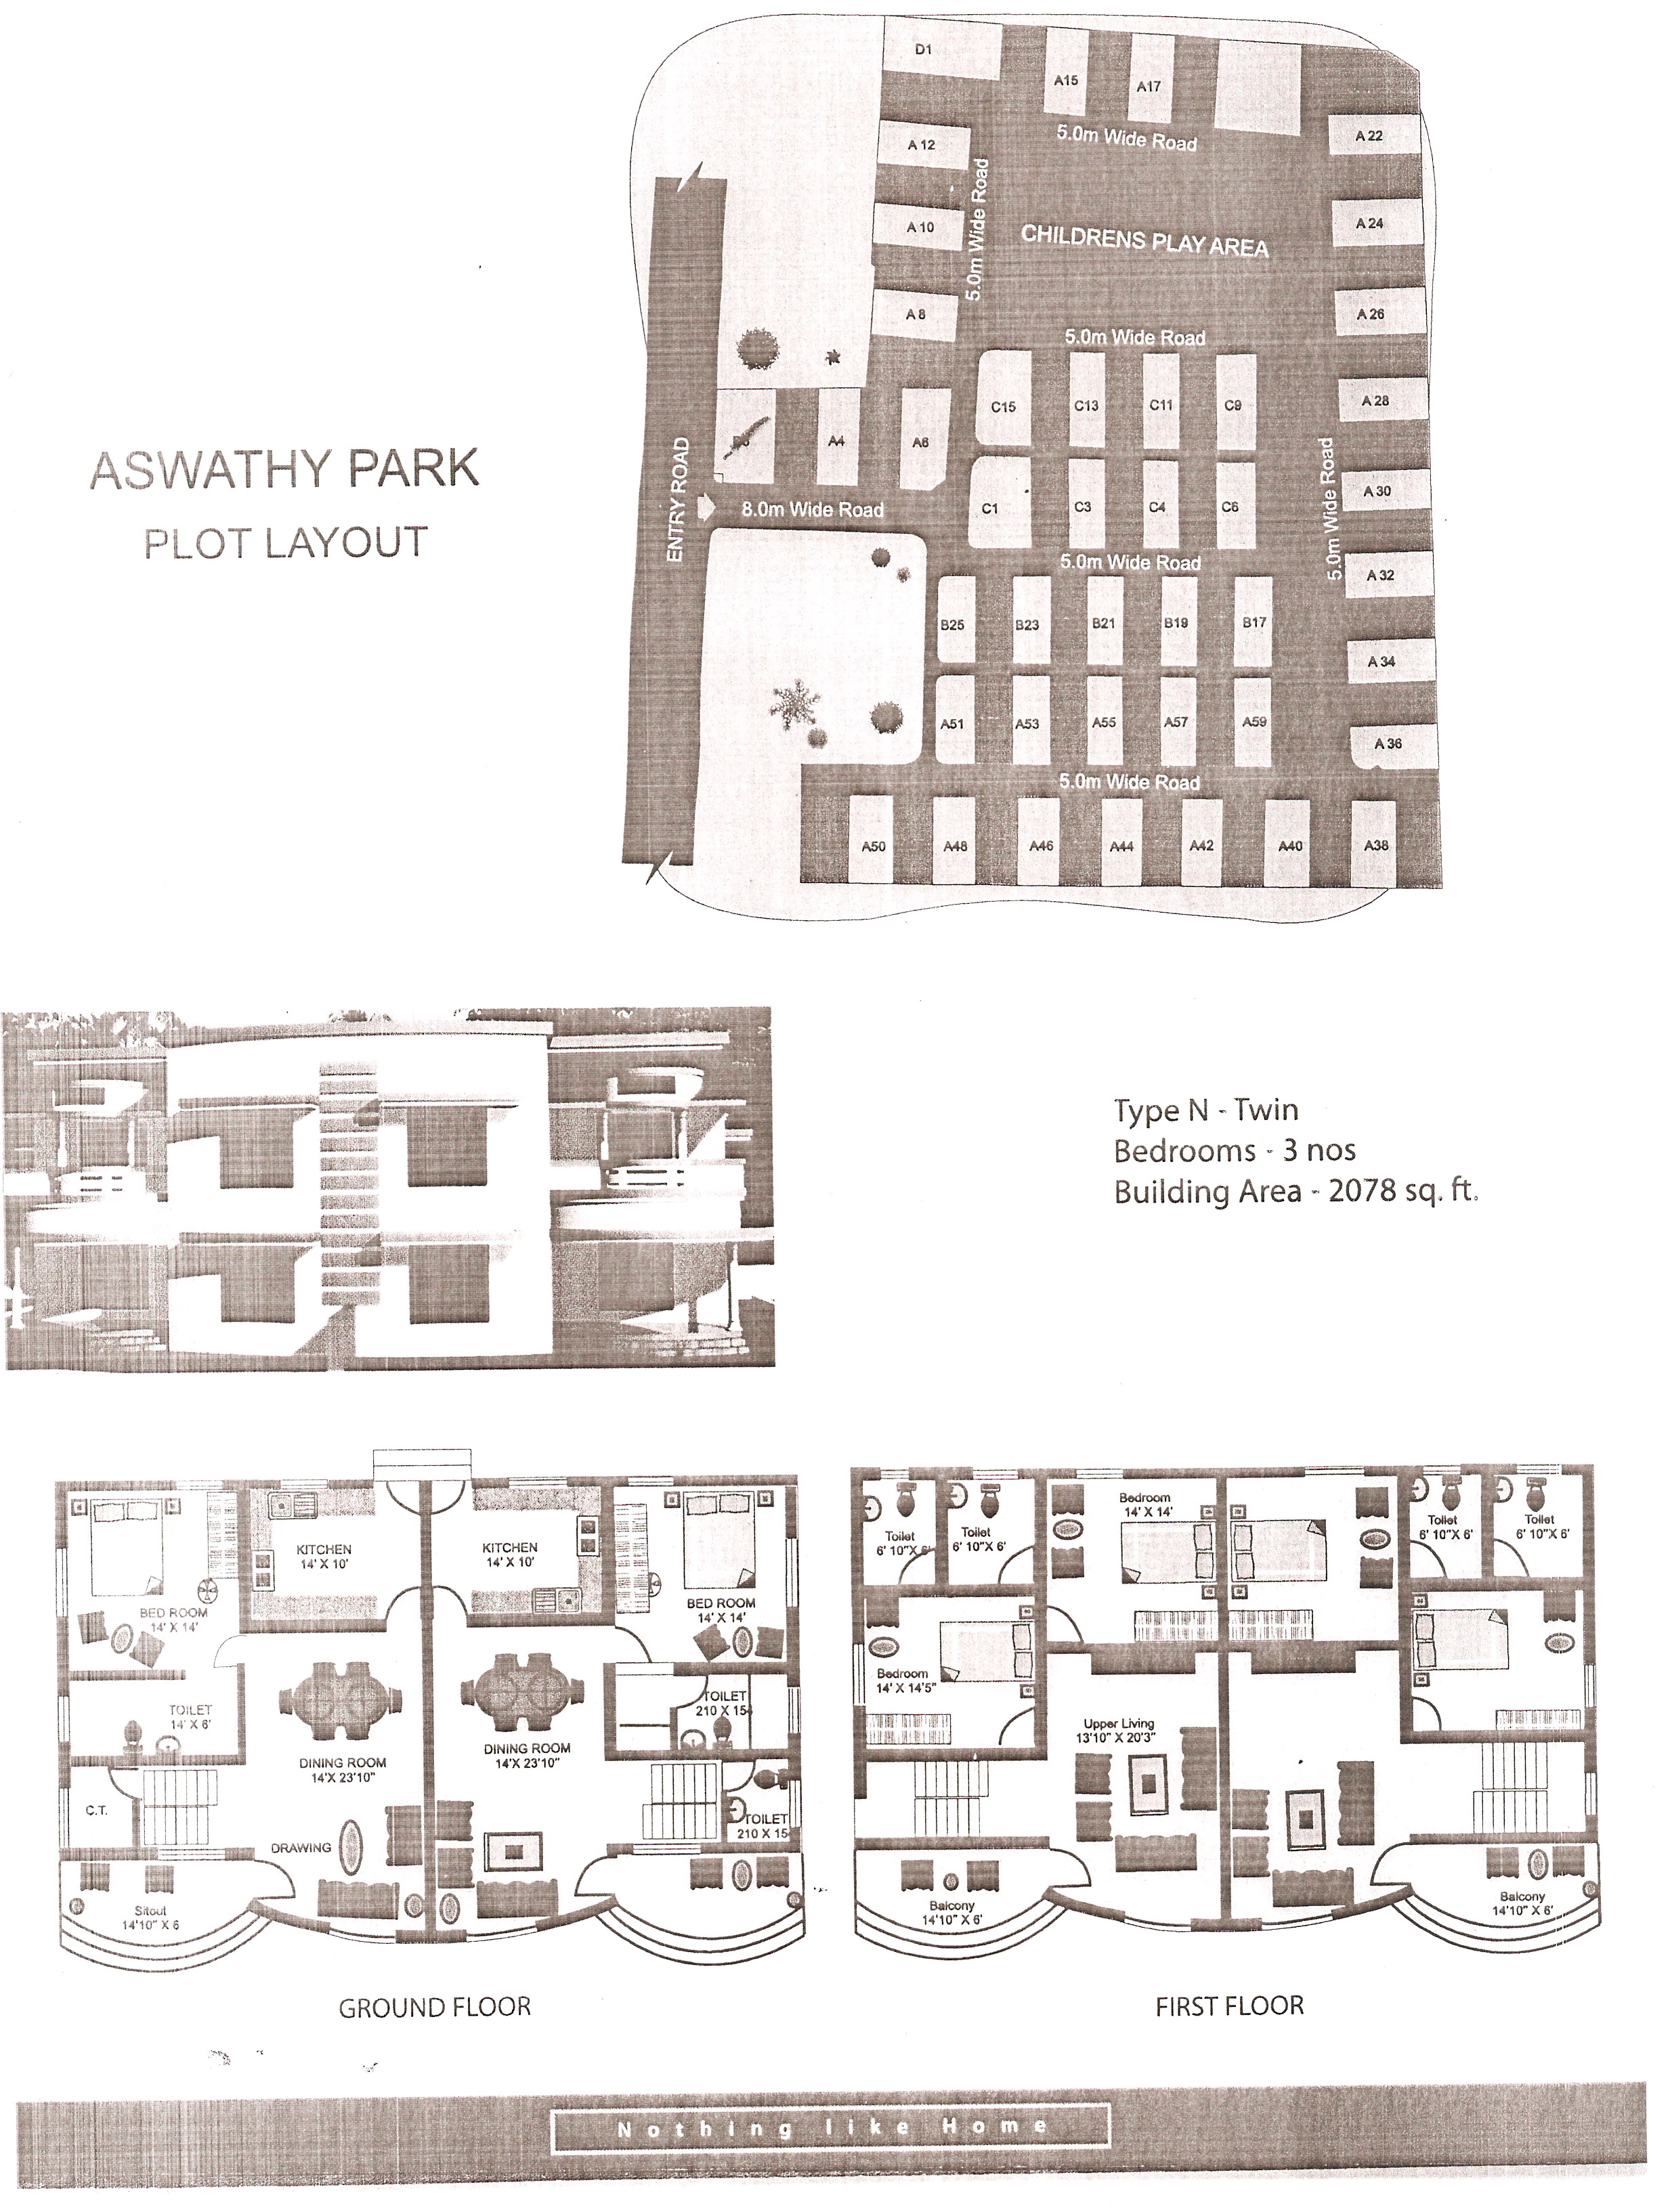 D1
A15
A17
5.0m Wide Road
A 12
A 22
5.0m Wide Road
A 10
CHILDRENS PLAY AREA
A 24
A 8
A 26
5.0m Wide Road
C15
C13
C11
C9
A 28
A4
A6
ASWATHY PARK
PLOT LAYOUT
ENTRY ROAD
8.0m Wide Road
C1
C3
C4
C6
5.0m Wide Road
A 30
5.0m Wide Road
A 32
B25
B23
B21
B19
B17
A 34
A51
A53
A55
A57
A59
A 36
5.0m Wide Road
A50
A48
A46
A44
A42
A40
A38
Type N - Twin
Bedrooms - 3 nos
Building Area - 2078 sq. ft.
KITCHEN
14' X 10'
KITCHEN
14' X 10'
BED ROOM
14' X 14'
BED ROOM
14' X 14'
TOILET
14' X 6'
TOILET
210 X 15
DINING ROOM
14'X 23'10"
DINING ROOM
14'X 23'10"
C.T.
DRAWING
TOILET
210 X 15
Sitout
14'10" X 6
GROUND FLOOR
Toilet
6' 10"X 6'
Toilet
6' 10"X 6'
Bedroom
14' X 14'
Toilet
6' 10"X 6'
Toilet
6' 10"X 6'
Bedroom
14' X 14'5"
Upper Living
13'10" X 20'3"
Balcony
14'10" X 6'
Balcony
14'10" X 6'
FIRST FLOOR
Nothing like Home